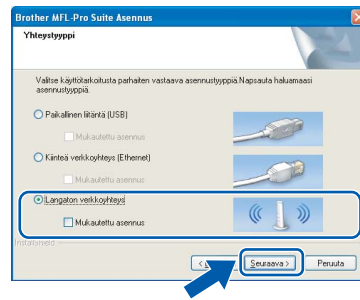 Brother MFL-Pro Suite Asennus
Yhteystyyppi
Valitse käyttötarkoitusta parhaiten vastaava asennustyyppi. Napsauta haluamaasi
asennustyyppiä.
Paikallinen liitäntä (USB)
Mukautettu asennus
Kiinteä verkkoyhteys (Ethernet)
Mukautettu asennus
Langaton verkkoyhteys
Mukautettu asennus
InstallShield
Seuraava >
Peruuta